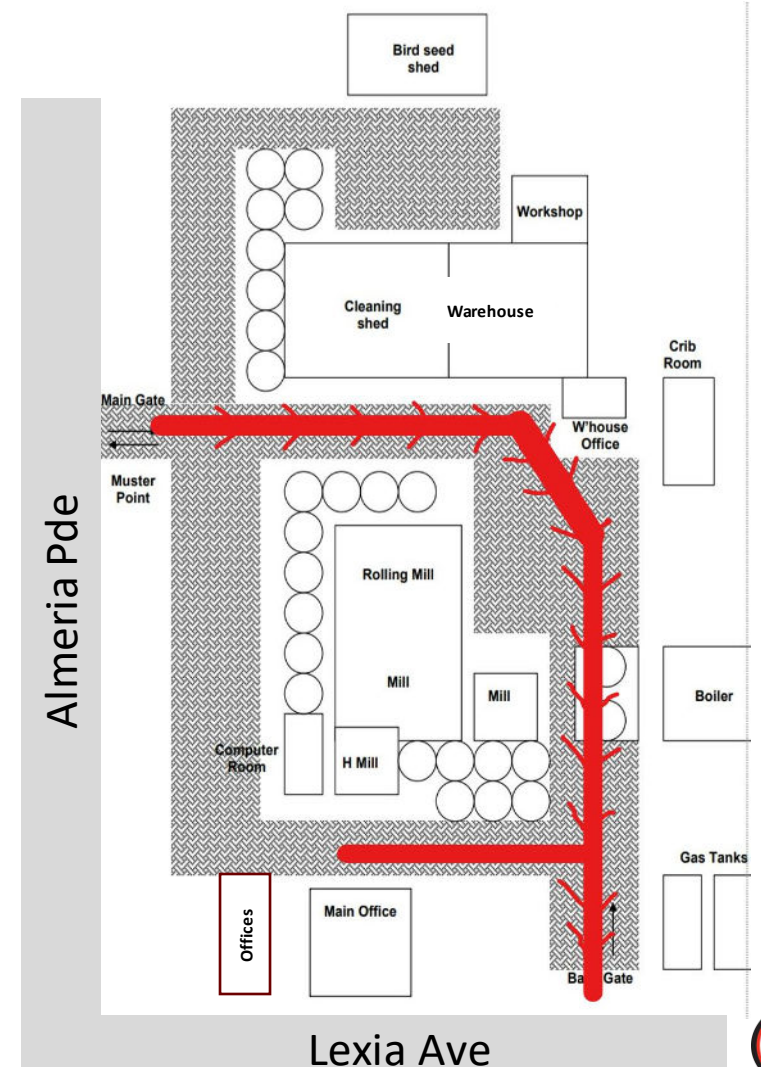 Bird seed
shed
Workshop
Cleaning
shed
Warehouse
Crib
Room
Main Gate
W'house
Office
Muster
Point
Almeria Pde
Rolling Mill
Mill
Mill
Boiler
Computer
Room
H Mill
Gas Tanks
Offices
Main Office
Gate
Lexia Ave